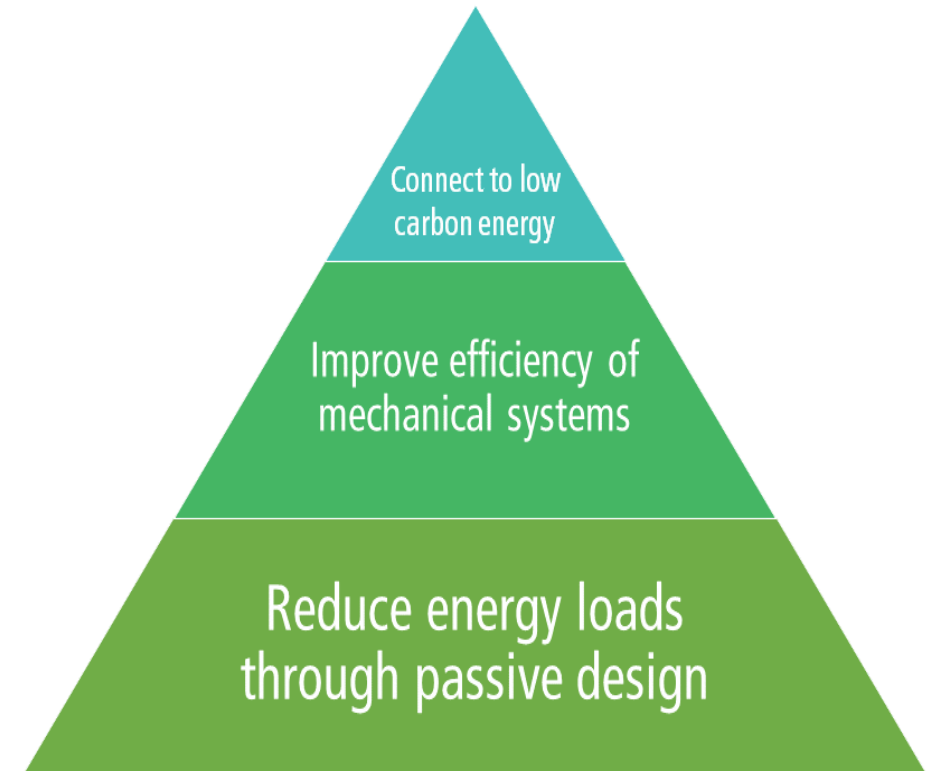 Connect to low
carbon energy
Improve efficiency of
mechanical systems
Reduce energy loads
through passive design